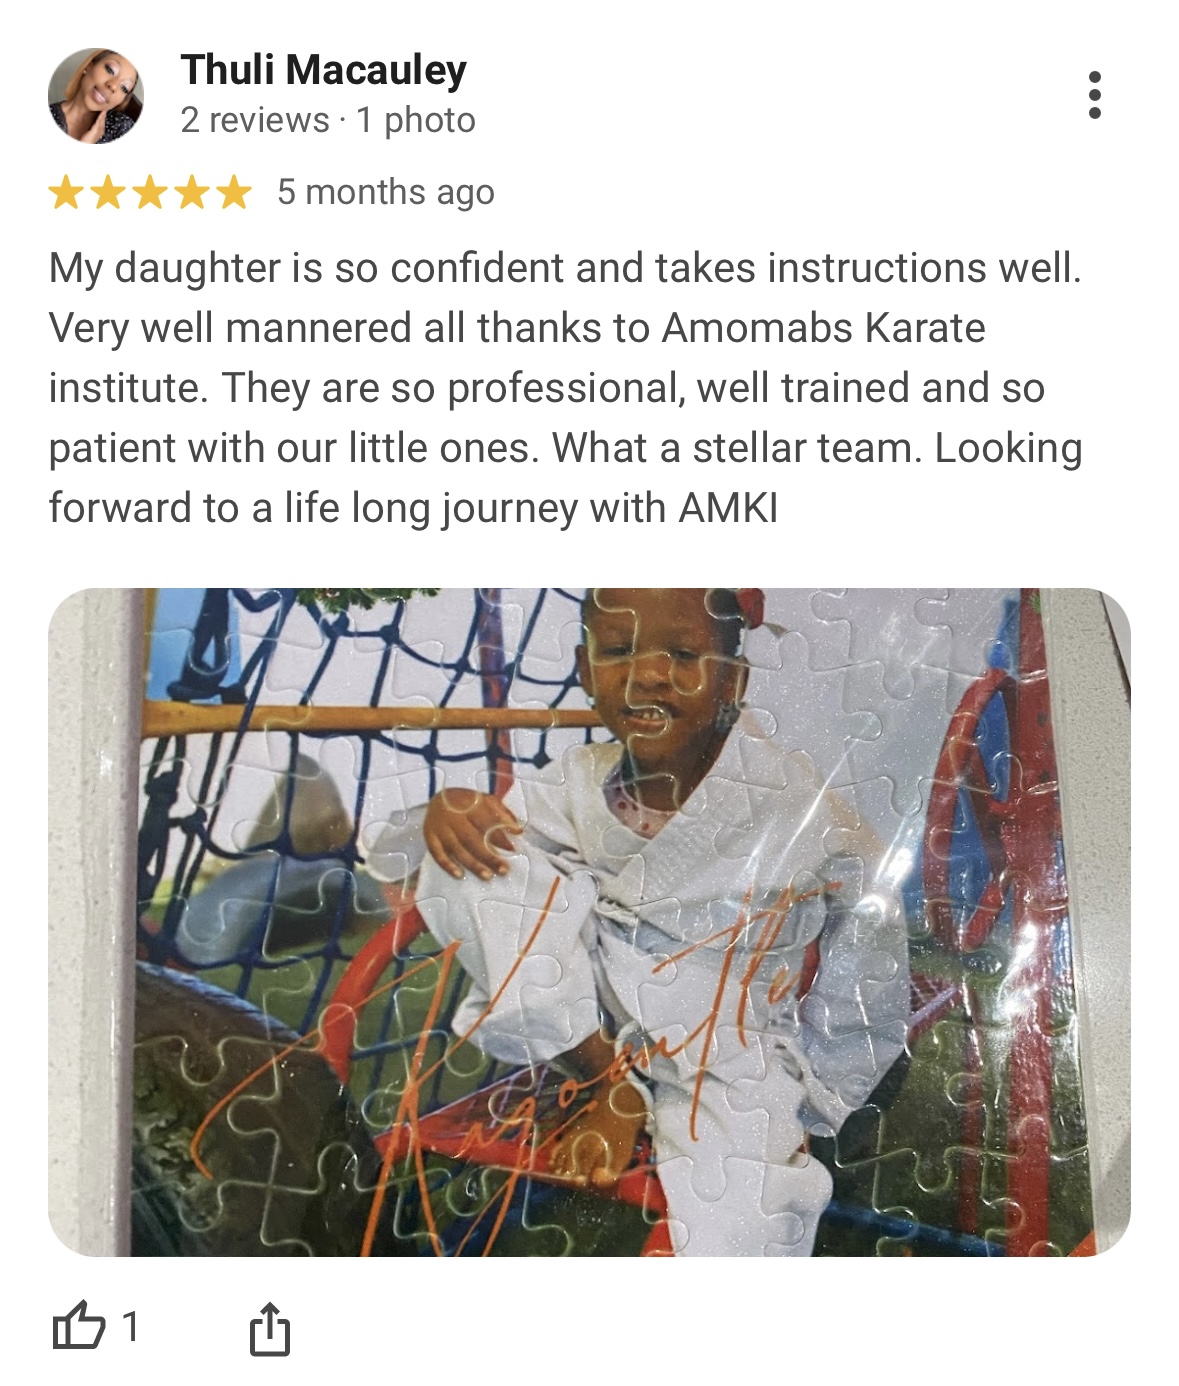 Thuli Macauley
2 reviews · 1 photo
5 months ago
My daughter is so confident and takes instructions well.
Very well mannered all thanks to Amomabs Karate
institute. They are so professional, well trained and so
patient with our little ones. What a stellar team. Looking
forward to a life long journey with AMKI
1